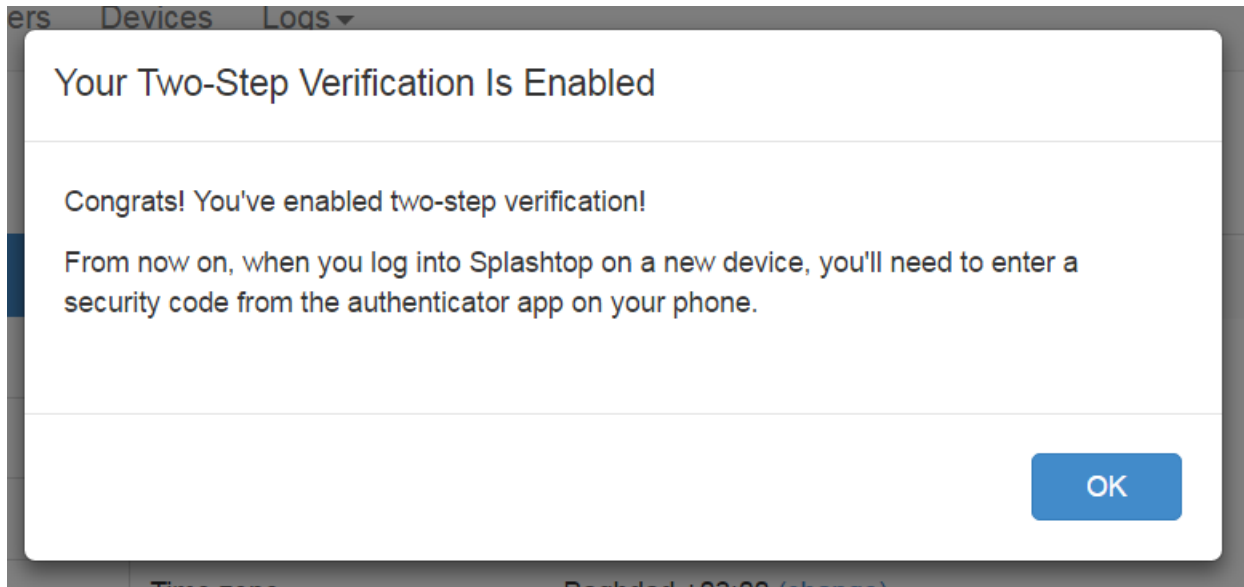 Devices Logs
Your Two-Step Verification Is Enabled
Congrats! You've enabled two-step verification!
From now on, when you log into Splashtop on a new device, you'll need to enter a
security code from the authenticator app on your phone.
OK